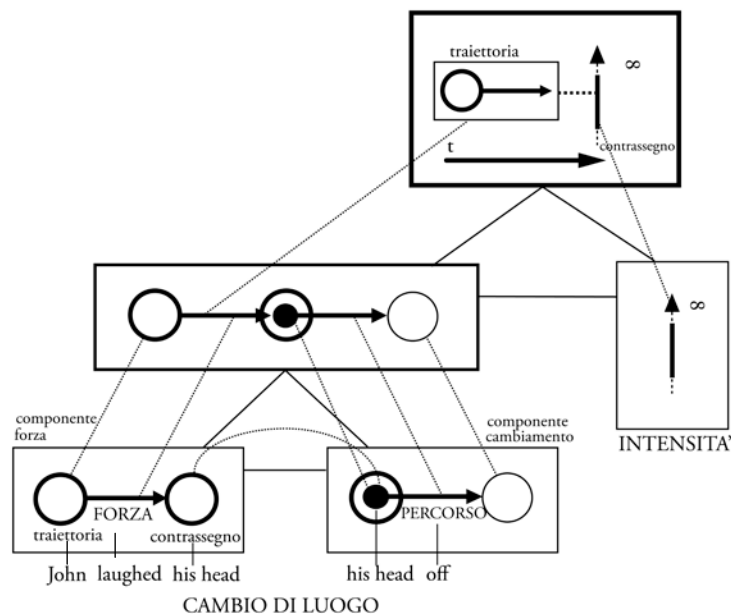 traiettoria
∞
t
contrassegno
∞
componente
forza
componente
cambiamento
INTENSITA'
FORZA
PERCORSO
traiettoria
contrassegno
John laughed his head
his head off
CAMBIO DI LUOGO